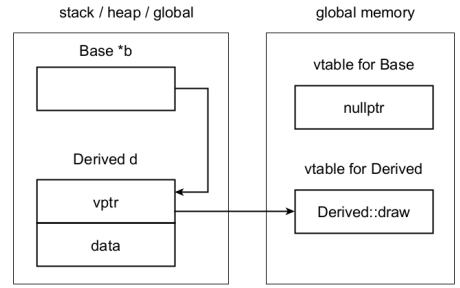 stack / heap / global
Base *b
Derived d
vptr
data
global memory
vtable for Base
nullptr
vtable for Derived
Derived::draw